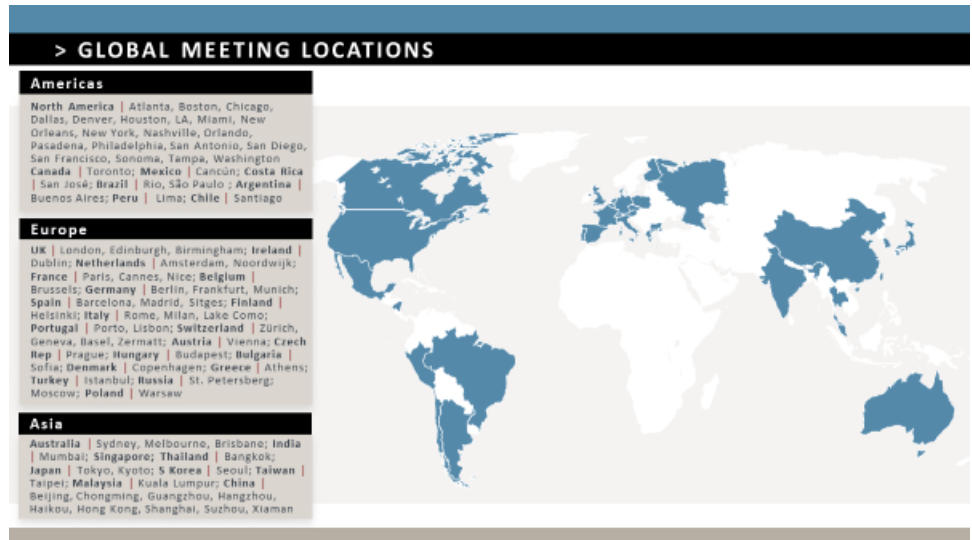 > GLOBAL MEETING LOCATIONS
Americas
North America | Atlanta, Boston, Chicago,
Dallas, Denver, Houston, LA, Miami, New
Orleans, New York, Nashville, Orlando,
Pasadena, Philadelphia, San Antonio, San Diego,
San Francisco, Sonoma, Tampa, Washington
Canada | Toronto; Mexico | Cancún; Costa Rica
| San José; Brazil | Rio, São Paulo ; Argentina |
Buenos Aires; Peru | Lima; Chile | Santiago
Europe
UK | London, Edinburgh, Birmingham; Ireland |
Dublin; Netherlands | Amsterdam, Noordwijk;
France | Paris, Cannes, Nice; Belgium |
Brussels; Germany | Berlin, Frankfurt, Munich;
Spain | Barcelona, Madrid, Sitges; Finland |
Helsinki; Italy | Rome, Milan, Lake Como;
Portugal | Porto, Lisbon; Switzerland | Zürich,
Geneva, Basel, Zermatt; Austria | Vienna; Czech
Rep | Prague; Hungary | Budapest; Bulgaria |
Sofia; Denmark | Copenhagen; Greece | Athens;
Turkey | Istanbul; Russia | St. Petersberg;
Moscow; Poland | Warsaw
Asia
Australia | Sydney, Melbourne, Brisbane; India
| Mumbai; Singapore; Thailand | Bangkok;
Japan | Tokyo, Kyoto; S Korea | Seoul; Taiwan |
Taipei; Malaysia | Kuala Lumpur; China |
Beijing, Chongming, Guangzhou, Hangzhou,
Haikou, Hong Kong, Shanghai, Suzhou, Xiaman